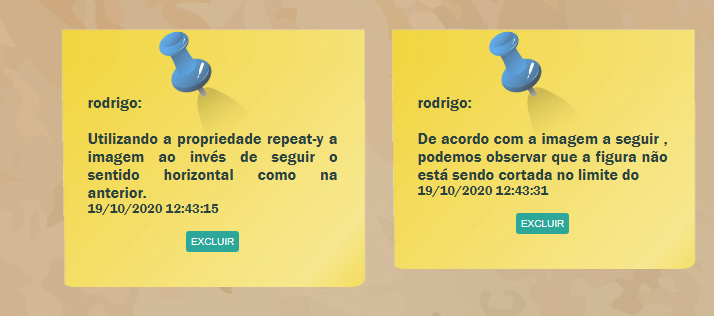 rodrigo:
Utilizando a propriedade repeat-y a
imagem ao invés de seguir o
sentido horizontal como na
anterior.
19/10/2020 12:43:15
EXCLUIR
rodrigo:
De acordo com a imagem a seguir ,
podemos observar que a figura não
está sendo cortada no limite do
19/10/2020 12:43:31
EXCLUIR